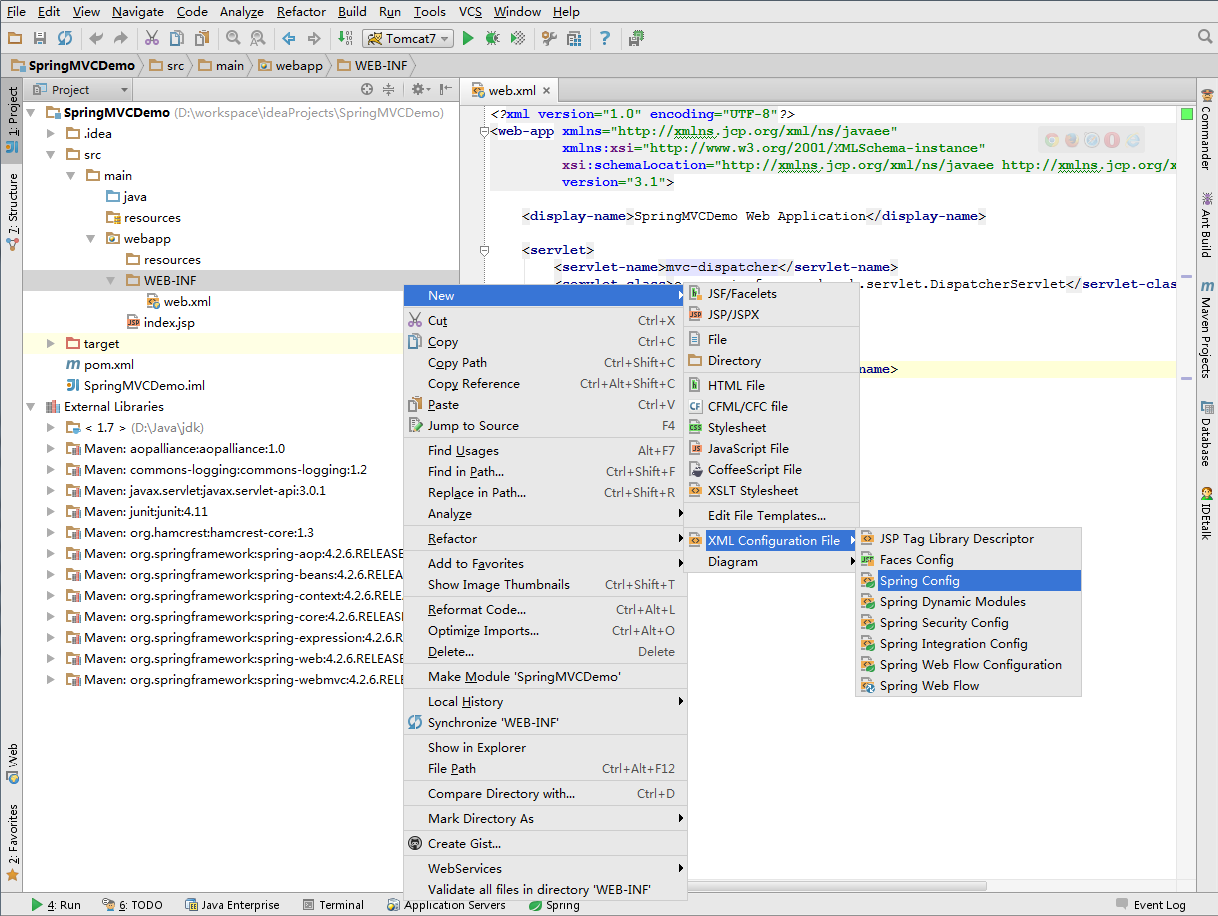 File Edit View Navigate Code Analyze Refactor Build Run Tools VCS Window Help
Tomcat7
SpringMVCDemo src main webapp WEB-INF
Project
web.xml
1: Project
7: Structure
Web
2: Favorites
SpringMVCDemo (D:\workspace\ideaProjects\SpringMVCDemo)
.idea
src
main
java
resources
webapp
resources
WEB-INF
web.xml
index.jsp
target
pom.xml
SpringMVCDemo.iml
External Libraries
< 1.7 > (D:\Java\jdk)
Maven: aopalliance:aopalliance:1.0
Maven: commons-logging:commons-logging:1.2
Maven: javax.servlet:javax.servlet-api:3.0.1
Maven: junit:junit:4.11
Maven: org.hamcrest:hamcrest-core:1.3
Maven: org.springframework:spring-aop:4.2.6.RELEASE
Maven: org.springframework:spring-beans:4.2.6.RELEASE
Maven: org.springframework:spring-context:4.2.6.RELEA
Maven: org.springframework:spring-core:4.2.6.RELEASE
Maven: org.springframework:spring-expression:4.2.6.R
Maven: org.springframework:spring-web:4.2.6.RELEASE
Maven: org.springframework:spring-webmvc:4.2.6.RELE
<?xml version="1.0" encoding="UTF-8"?>
<web-app xmlns="http://xmlns.jcp.org/xml/ns/javaee"
xmlns:xsi="http://www.w3.org/2001/XMLSchema-instance"
xsi:schemaLocation="http://xmlns.jcp.org/xml/ns/javaee http://xmlns.jcp.org/x
version="3.1">
<display-name>SpringMVCDemo Web Application</display-name>
<servlet>
<servlet-name>mvc-dispatcher</servlet-name>
.servlet.DispatcherServlet</servlet-clas
name>
New
Cut Ctrl+X
Copy Ctrl+C
Copy Path Ctrl+Shift+C
Copy Reference Ctrl+Alt+Shift+C
Paste Ctrl+V
Jump to Source F4
Find Usages Alt+F7
Find in Path... Ctrl+Shift+F
Replace in Path... Ctrl+Shift+R
Analyze
Refactor
Add to Favorites
Show Image Thumbnails Ctrl+Shift+T
Reformat Code... Ctrl+Alt+L
Optimize Imports... Ctrl+Alt+O
Delete... Delete
Make Module 'SpringMVCDemo'
Local History
Synchronize 'WEB-INF'
Show in Explorer
File Path Ctrl+Alt+F12
Compare Directory with... Ctrl+D
Mark Directory As
Create Gist...
WebServices
Validate all files in directory 'WEB-INF'
JSF/Facelets
JSP/JSPX
File
Directory
HTML File
CFML/CFC file
Stylesheet
JavaScript File
CoffeeScript File
XSLT Stylesheet
Edit File Templates...
XML Configuration File
Diagram
JSP Tag Library Descriptor
Faces Config
Spring Config
Spring Dynamic Modules
Spring Security Config
Spring Integration Config
Spring Web Flow Configuration
Spring Web Flow
Commander
Ant Build
Maven Projects
Database
IDEtalk
4: Run 6: TODO Java Enterprise Terminal Application Servers Spring Event Log